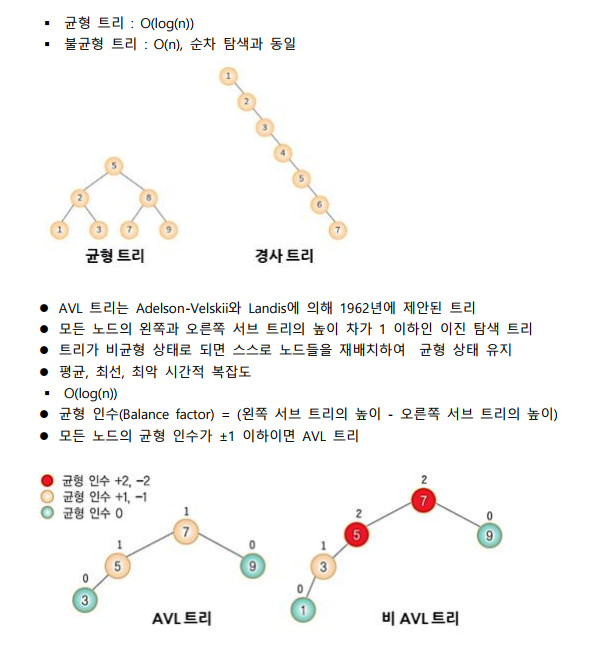 ▪ 균형 트리 : O(log(n))
▪ 불균형 트리 : O(n), 순차 탐색과 동일
1
2
3
4
5
6
7
5
2 8
1 3 7 9
균형 트리 경사 트리
● AVL 트리는 Adelson-Velskii와 Landis에 의해 1962년에 제안된 트리
● 모든 노드의 왼쪽과 오른쪽 서브 트리의 높이 차가 1 이하인 이진 탐색 트리
● 트리가 비균형 상태로 되면 스스로 노드들을 재배치하여 균형 상태 유지
● 평균, 최선, 최악 시간적 복잡도
▪ O(log(n))
● 균형 인수(Balance factor) = (왼쪽 서브 트리의 높이 - 오른쪽 서브 트리의 높이)
● 모든 노드의 균형 인수가 ±1 이하이면 AVL 트리
균형 인수 +2, -2
균형 인수 +1, -1
균형 인수 0
1
7
1 0
5 9
0
3
AVL 트리
2
7
2 0
5 9
1
3
0
1
비 AVL 트리